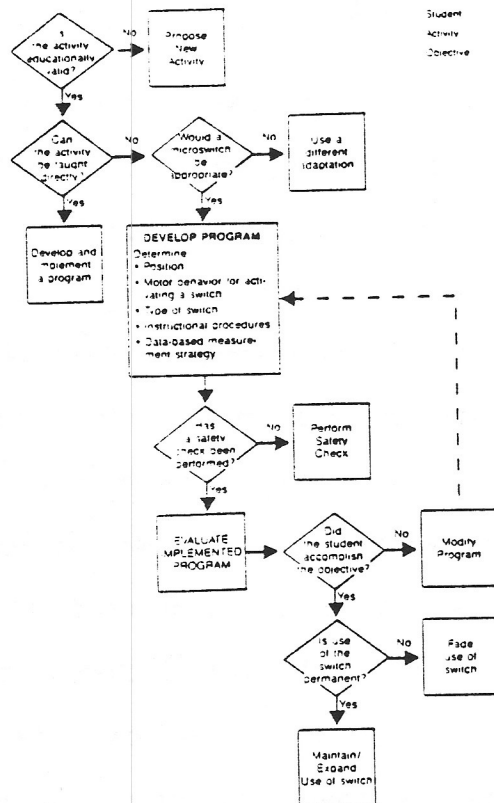 Student
Activity
Objective
Is
the activity
educationally
valid?
No
Propose
New
Activity
Yes
Can
the activity
be taught
directly?
No
Would a
microswitch
be
appropriate?
No
Use a
different
adaptation
Yes
Yes
Develop and
implement
a program
DEVELOP PROGRAM
Determine
• Position
• Motor behavior for acti-
vating a switch
• Type of switch
• Instructional procedures
• Data-based measure-
ment strategy
Has
a safety
check been
performed?
No
Perform
Safety
Check
Yes
EVALUATE
IMPLEMENTED
PROGRAM
Did
the student
accomplish
the objective?
No
Modify
Program
Yes
Is use
of the
switch
permanent?
No
Fade
use of
switch
Yes
Maintain/
Expand
Use of switch